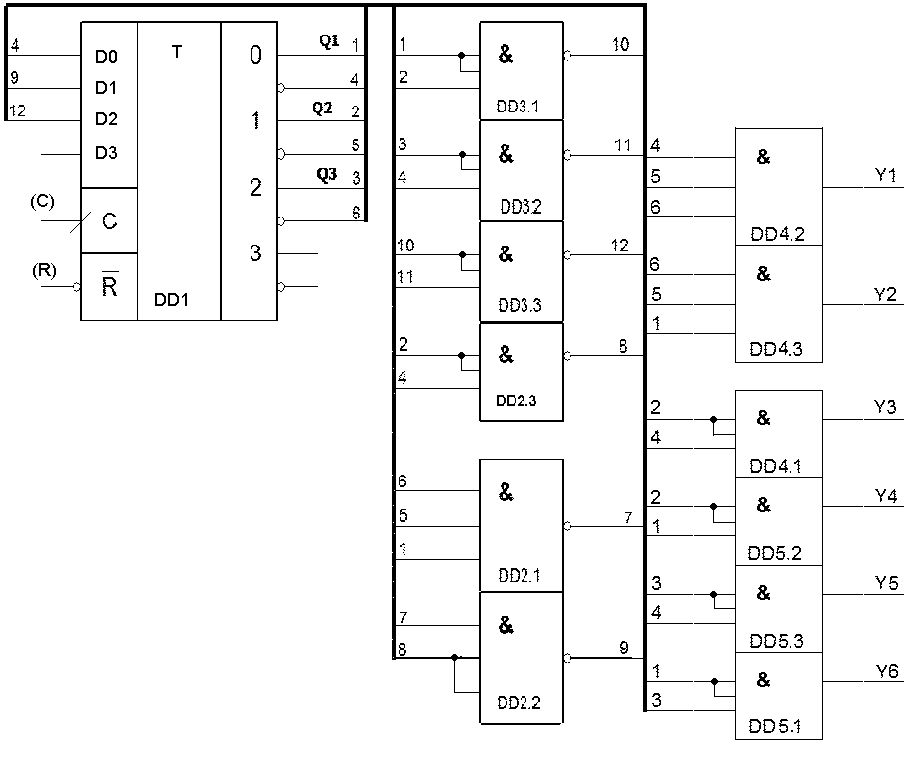 4 D0 T 0 Q1 1
9 D1 4
12 D2 1 Q2 2
D3 5
2 Q3 3
(C) C 6
3
(R) R̅
DD1
1 & 10
2
DD3.1
3 & 11
4
DD3.2
10 & 12
11
DD3.3
2 & 8
4
DD2.3
6 &
5 7
1
DD2.1
7 &
8 9
DD2.2
4 &
5 Y1
6
DD4.2
6 &
5 Y2
1
DD4.3
2 & Y3
4
DD4.1
2 & Y4
1
DD5.2
3 & Y5
4
DD5.3
1 & Y6
3
DD5.1